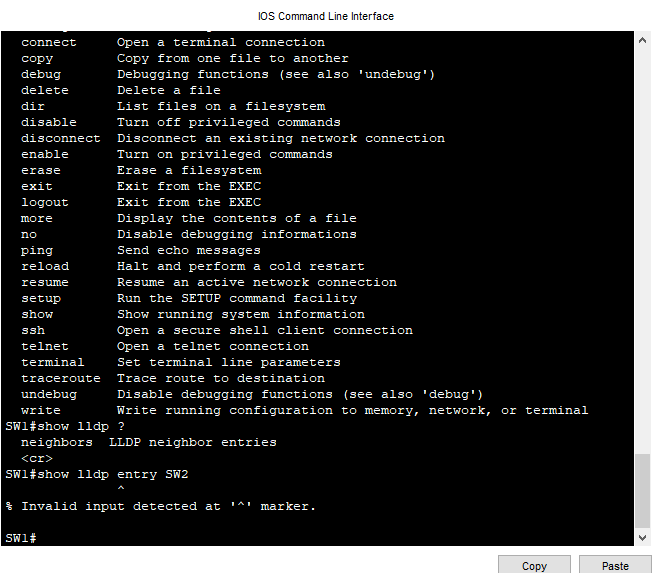 IOS Command Line Interface
connect Open a terminal connection
copy Copy from one file to another
debug Debugging functions (see also 'undebug')
delete Delete a file
dir List files on a filesystem
disable Turn off privileged commands
disconnect Disconnect an existing network connection
enable Turn on privileged commands
erase Erase a filesystem
exit Exit from the EXEC
logout Exit from the EXEC
more Display the contents of a file
no Disable debugging informations
ping Send echo messages
reload Halt and perform a cold restart
resume Resume an active network connection
setup Run the SETUP command facility
show Show running system information
ssh Open a secure shell client connection
telnet Open a telnet connection
terminal Set terminal line parameters
traceroute Trace route to destination
undebug Disable debugging functions (see also 'debug')
write Write running configuration to memory, network, or terminal
SW1#show lldp ?
neighbors LLDP neighbor entries
<cr>
SW1#show lldp entry SW2
^
% Invalid input detected at '^' marker.
SW1#
Copy Paste